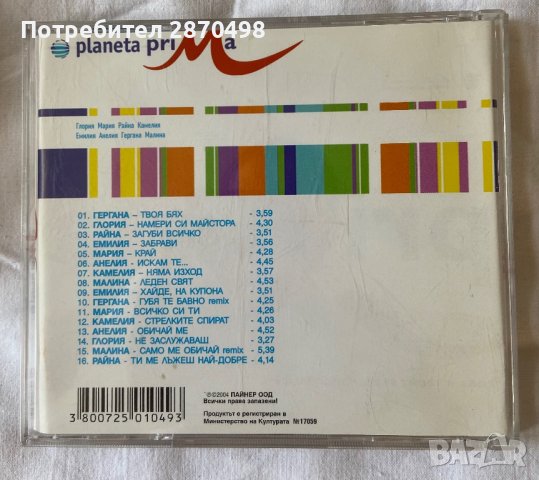 Потребител 2870498
planeta priMa
Глория Мария Райна Камелия
Емилия Анелия Гергана Малина
01. ГЕРГАНА – ТВОЯ БЯХ - 3,59
02. ГЛОРИЯ – НАМЕРИ СИ МАЙСТОРА - 4,30
03. РАЙНА – ЗАГУБИ ВСИЧКО - 3,51
04. ЕМИЛИЯ – ЗАБРАВИ - 3,56
05. МАРИЯ – КРАЙ - 4,28
06. АНЕЛИЯ – ИСКАМ ТЕ... - 4,45
07. КАМЕЛИЯ – НЯМА ИЗХОД - 3,57
08. МАЛИНА – ЛЕДЕН СВЯТ - 4,53
09. ЕМИЛИЯ – ХАЙДЕ, НА КУПОНА - 3,51
10. ГЕРГАНА – ГУБЯ ТЕ БАВНО remix - 4,25
11. МАРИЯ – ВСИЧКО СИ ТИ - 4,26
12. КАМЕЛИЯ – СТРЕЛКИТЕ СПИРАТ - 4,03
13. АНЕЛИЯ – ОБИЧАЙ МЕ - 4,52
14. ГЛОРИЯ – НЕ ЗАСЛУЖАВАШ - 3,27
15. МАЛИНА – САМО МЕ ОБИЧАЙ remix - 5,39
16. РАЙНА – ТИ МЕ ЛЪЖЕШ НАЙ-ДОБРЕ - 4,14
3 800725 010493
℗©2004 ПАЙНЕР ООД
Всички права запазени!
Продуктът е регистриран в
Министерство на Културата №17059
BAZAR